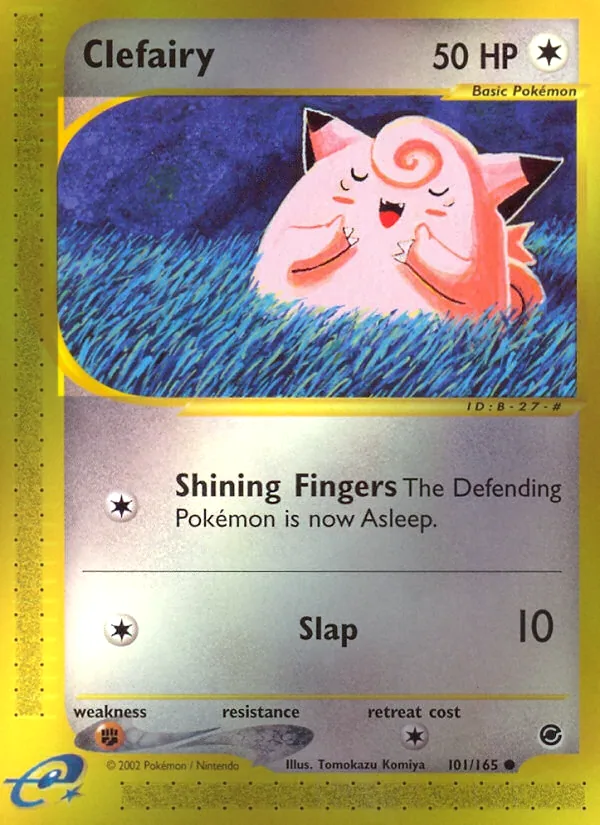 Clefairy 50 HP
Basic Pokémon
ID:B-27-#
Shining Fingers The Defending
Pokémon is now Asleep.
Slap 10
weakness resistance retreat cost
© 2002 Pokémon / Nintendo Illus. Tomokazu Komiya 101/165
e